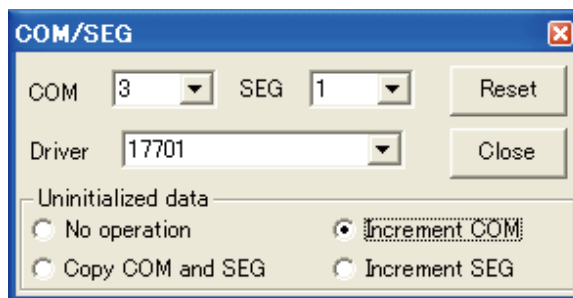 COM/SEG
COM 3 SEG 1 Reset
Driver 17701 Close
Uninitialized data
No operation Increment COM
Copy COM and SEG Increment SEG